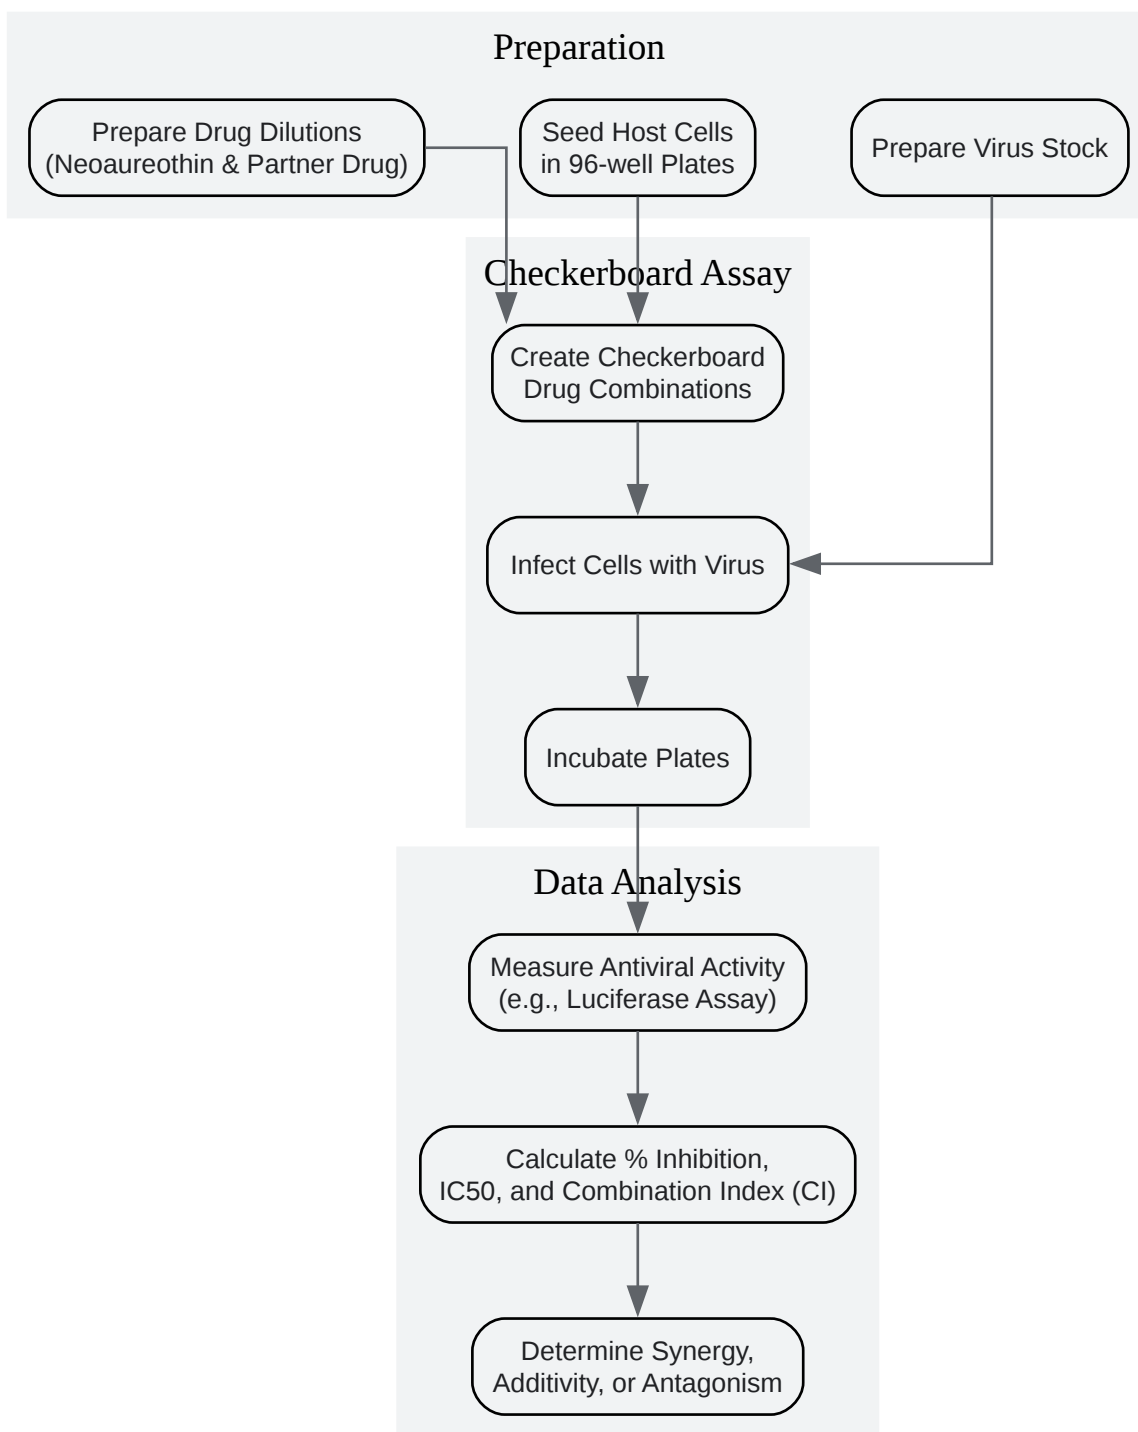 Preparation
Prepare Drug Dilutions
(Neoaureothin & Partner Drug)
Seed Host Cells
in 96-well Plates
Prepare Virus Stock
Checkerboard Assay
Create Checkerboard
Drug Combinations
Infect Cells with Virus
Incubate Plates
Data Analysis
Measure Antiviral Activity
(e.g., Luciferase Assay)
Calculate % Inhibition,
IC50, and Combination Index (CI)
Determine Synergy,
Additivity, or Antagonism